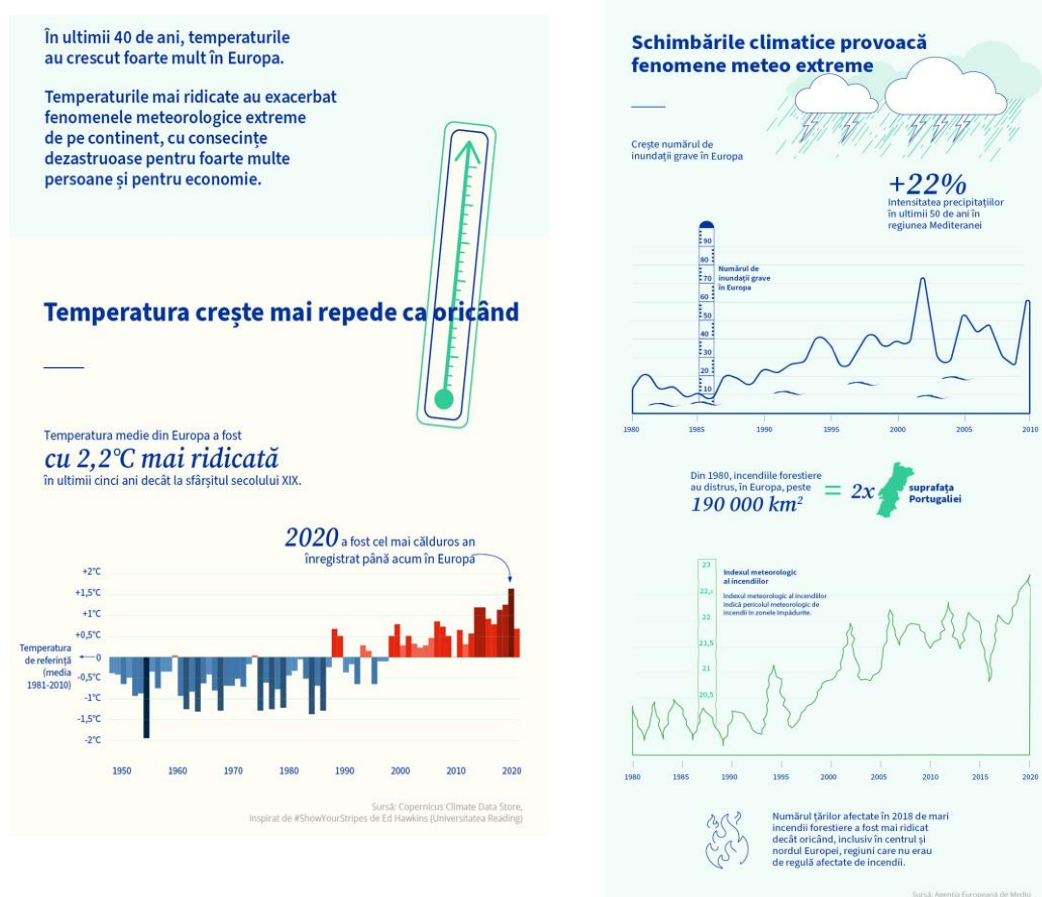 În ultimii 40 de ani, temperaturile
au crescut foarte mult în Europa.
Temperaturile mai ridicate au exacerbat
fenomenele meteorologice extreme
de pe continent, cu consecințe
dezastruoase pentru foarte multe
persoane și pentru economie.
Temperatura crește mai repede ca oricând
Temperatura medie din Europa a fost
cu 2,2°C mai ridicată
în ultimii cinci ani decât la sfârșitul secolului XIX.
2020 a fost cel mai călduros an
înregistrat până acum în Europa
+2°C
+1,5°C
+1°C
+0,5°C
0
-0,5°C
-1°C
-1,5°C
-2°C
Temperatura
de referință
(media
1981-2010)
1950 1960 1970 1980 1990 2000 2010 2020
Sursă: Copernicus Climate Data Store,
inspirat de #ShowYourStripes de Ed Hawkins (Universitatea Reading)
Schimbările climatice provoacă
fenomene meteo extreme
Crește numărul de
inundații grave în Europa
+22%
Intensitatea precipitațiilor
în ultimii 50 de ani în
regiunea Mediteranei
90
80
70
60
50
40
30
20
10
Numărul de
inundații grave
în Europa
1980 1985 1990 1995 2000 2005 2010
Din 1980, incendiile forestiere
au distrus, în Europa, peste
190 000 km²
= 2x suprafața
Portugaliei
23
22,
22
21,5
21
20,5
Indexul meteorologic
al incendiilor
Indexul meteorologic al incendiilor
indică pericolul meteorologic de
incendii în zonele împădurite.
1980 1985 1990 1995 2000 2005 2010 2015 2020
Numărul țărilor afectate în 2018 de mari
incendii forestiere a fost mai ridicat
decât oricând, inclusiv în centrul și
nordul Europei, regiuni care nu erau
de regulă afectate de incendii.
Sursă: Agenția Europeană de Mediu